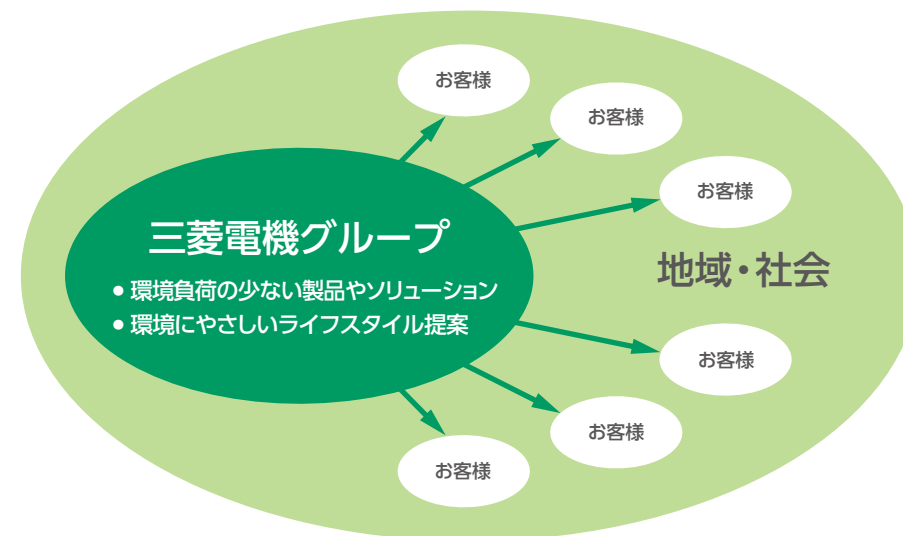 お客様
お客様
お客様
三菱電機グループ
● 環境負荷の少ない製品やソリューション
● 環境にやさしいライフスタイル提案
地域・社会
お客様
お客様
お客様